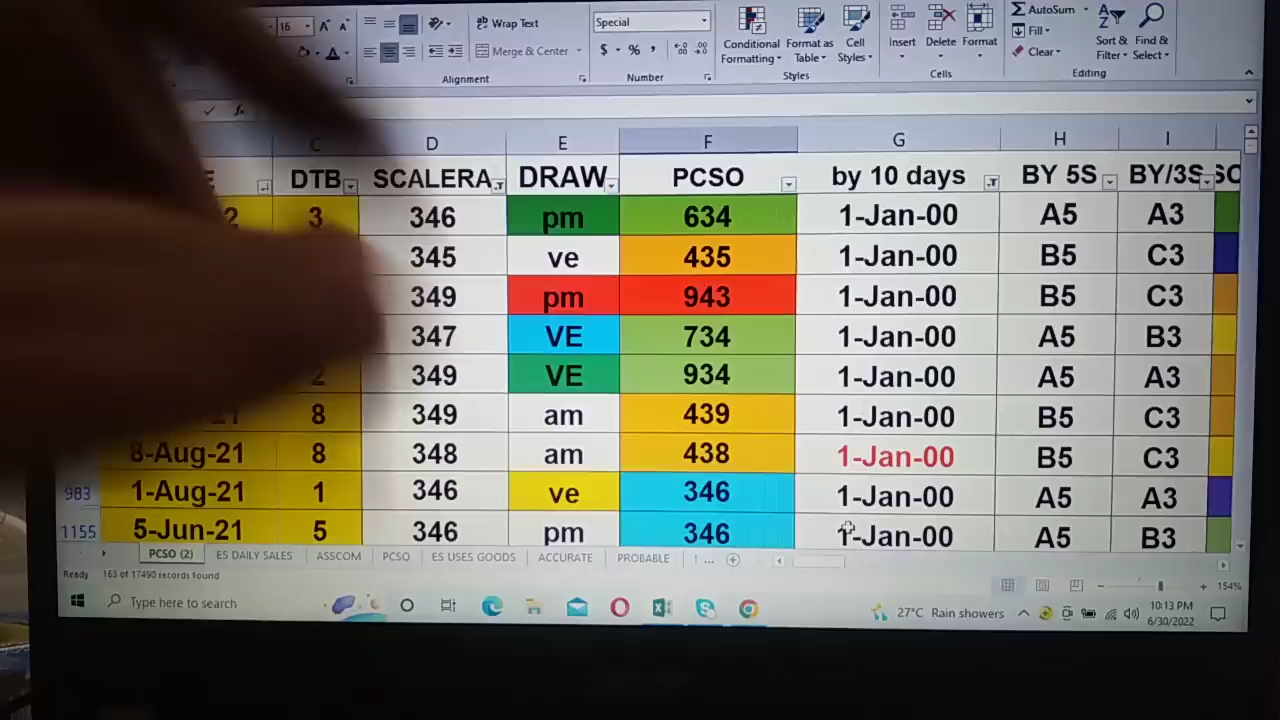 16 A A Wrap Text Special AutoSum
$ % , Conditional Format as Cell Insert Delete Format Fill Sort & Find &
Merge & Center Formatting Table Styles Clear Filter Select
Alignment Number Styles Cells Editing
fx
C D E F G H I
DTB SCALERA DRAW PCSO by 10 days BY 5S BY/3S
2 3 346 pm 634 1-Jan-00 A5 A3
345 ve 435 1-Jan-00 B5 C3
349 pm 943 1-Jan-00 B5 C3
347 VE 734 1-Jan-00 A5 B3
2 349 VE 934 1-Jan-00 A5 A3
8 349 am 439 1-Jan-00 B5 C3
8-Aug-21 8 348 am 438 1-Jan-00 B5 C3
983 1-Aug-21 1 346 ve 346 1-Jan-00 A5 A3
1155 5-Jun-21 5 346 pm 346 1-Jan-00 A5 B3
PCSO (2) ES DAILY SALES ASSCOM PCSO ES USES GOODS ACCURATE PROBABLE ! ...
Ready 163 of 17490 records found 154%
Type here to search 27°C Rain showers 10:13 PM
6/30/2022